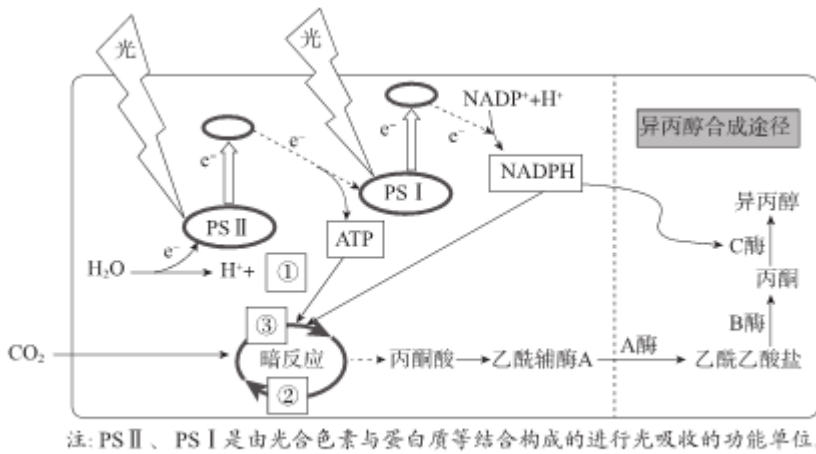 光
光
NADP⁺+H⁺
异丙醇合成途径
e⁻
e⁻
e⁻
e⁻
NADPH
PSⅠ
异丙醇
PSⅡ
C酶
ATP
e⁻
H₂O
H⁺+ ①
丙酮
③
B酶
CO₂
暗反应
丙酮酸
乙酰辅酶A
A酶
乙酰乙酸盐
②
注: PSⅡ、PSⅠ是由光合色素与蛋白质等结合构成的进行光吸收的功能单位